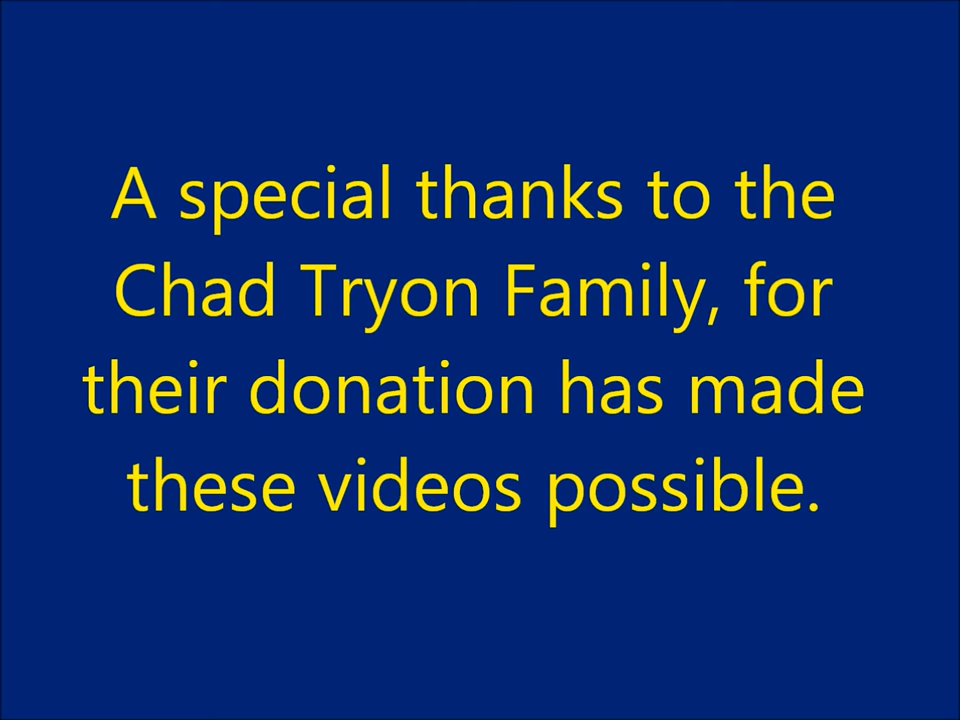 A special thanks to the
Chad Tryon Family, for
their donation has made
these videos possible.